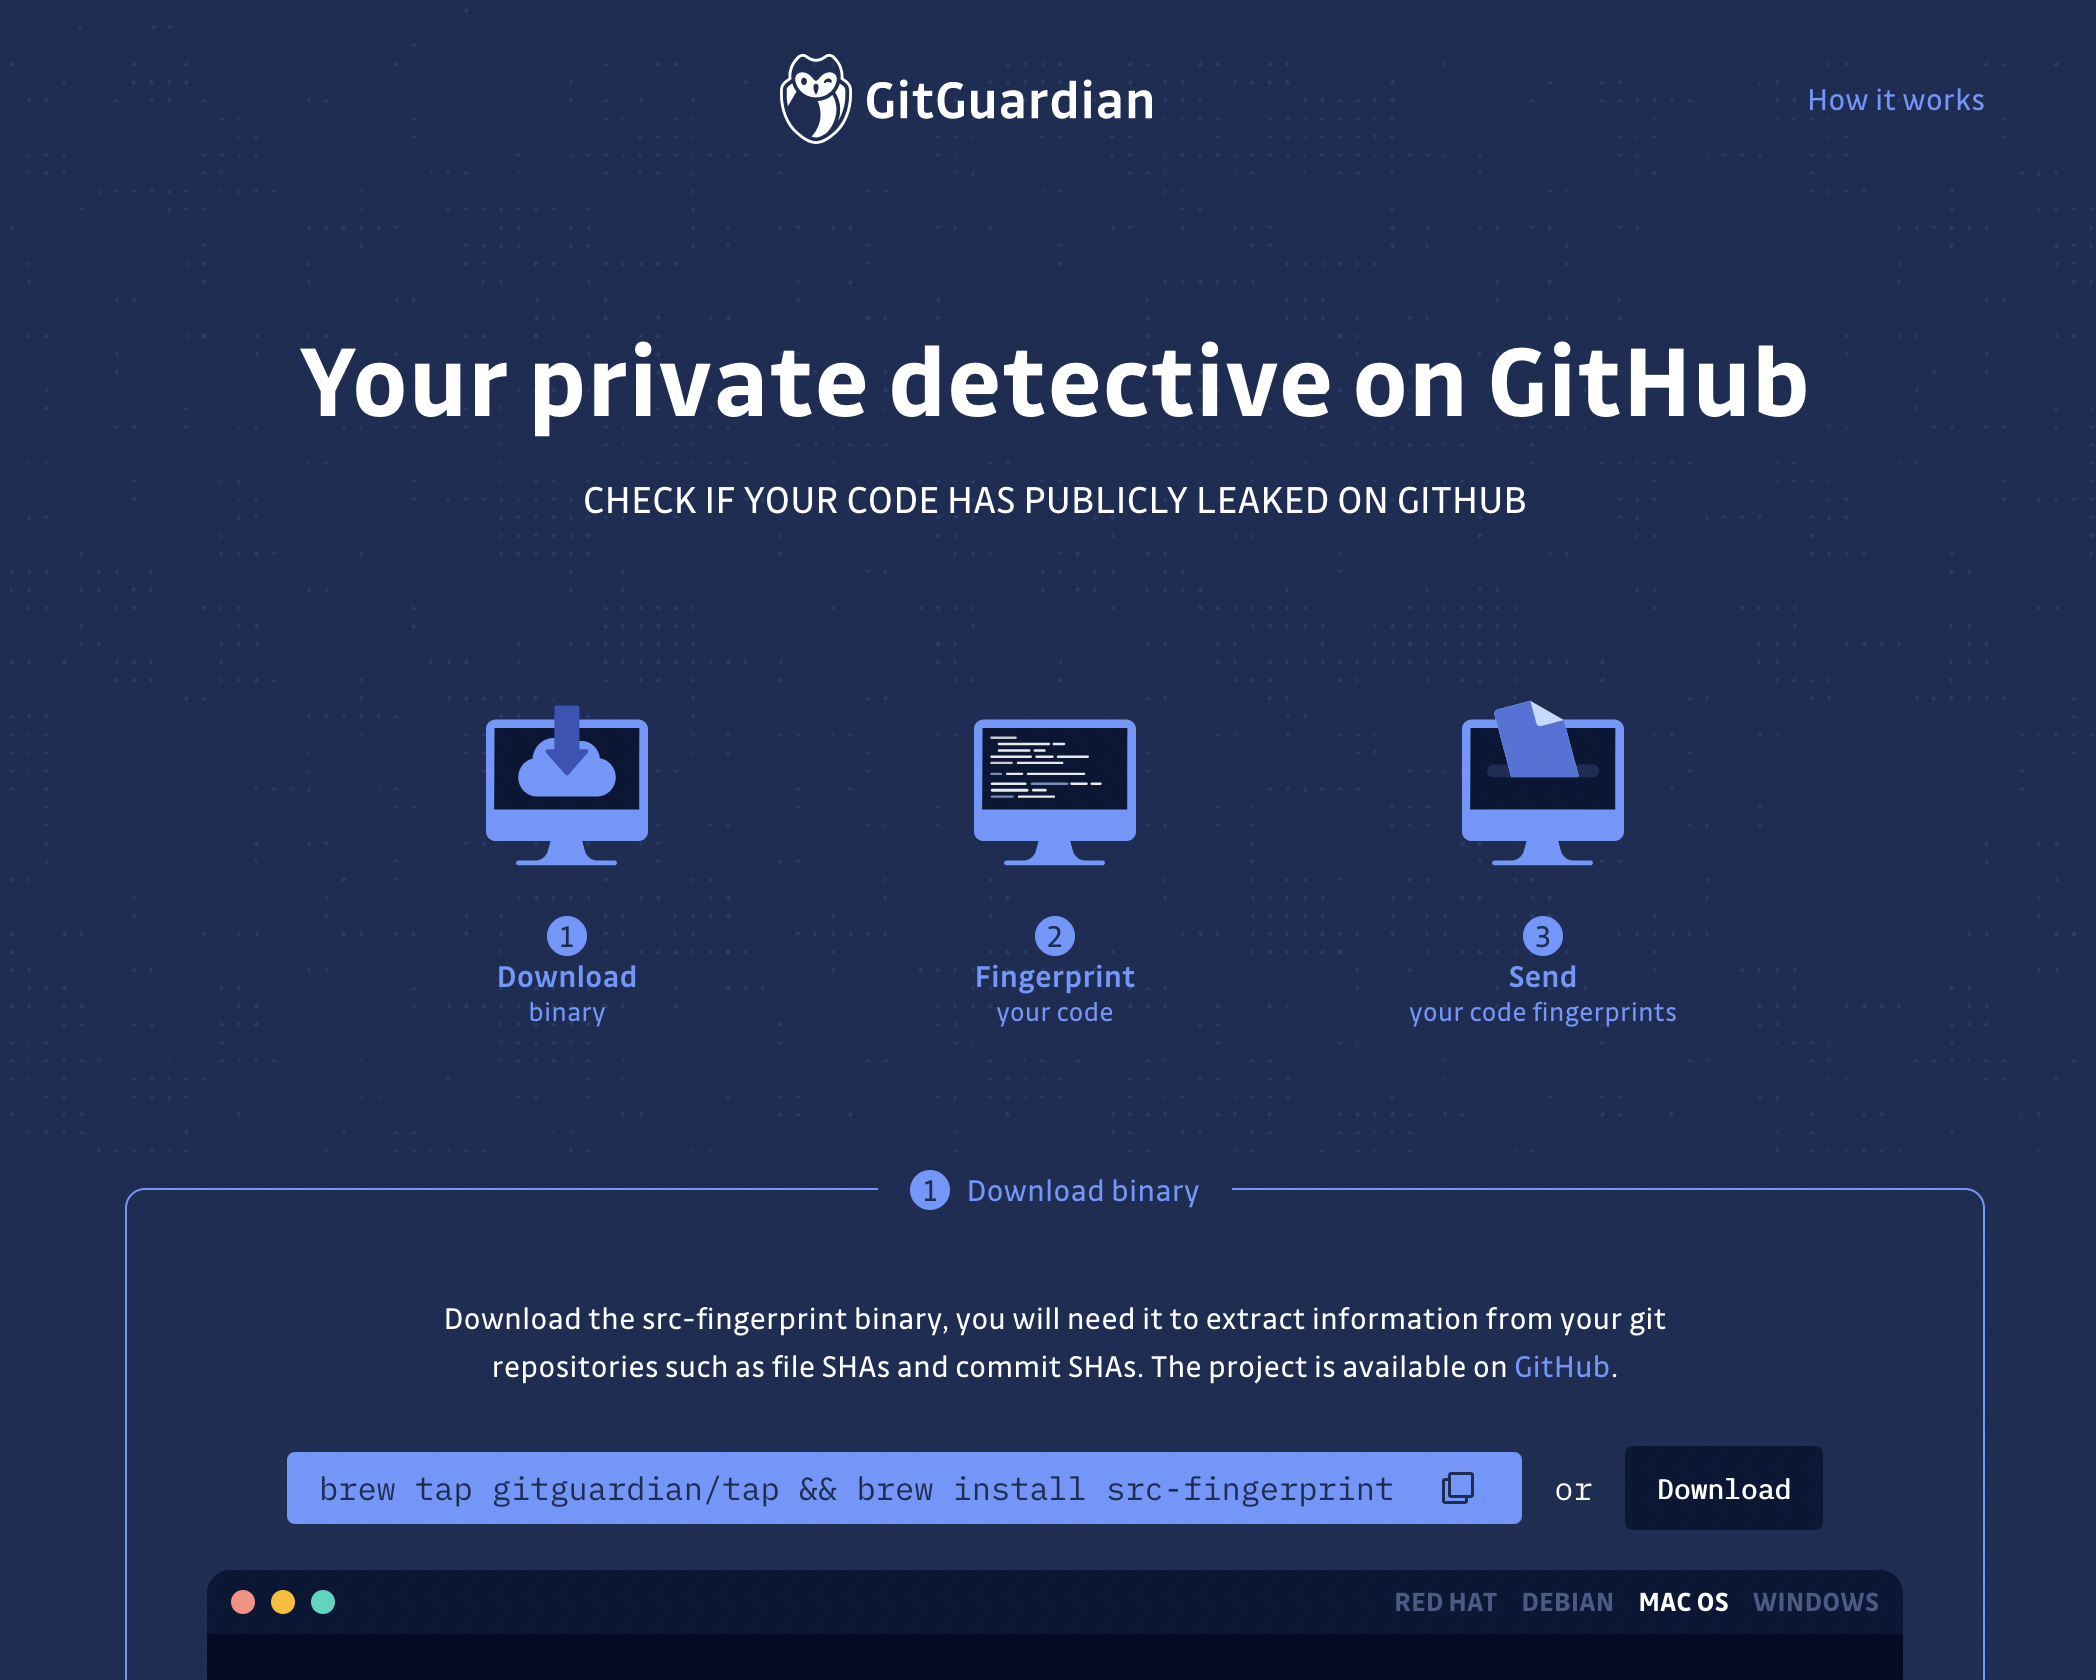 GitGuardian
How it works
Your private detective on GitHub
CHECK IF YOUR CODE HAS PUBLICLY LEAKED ON GITHUB
1
Download
binary
2
Fingerprint
your code
3
Send
your code fingerprints
1 Download binary
Download the src-fingerprint binary, you will need it to extract information from your git
repositories such as file SHAs and commit SHAs. The project is available on GitHub.
brew tap gitguardian/tap && brew install src-fingerprint or Download
RED HAT DEBIAN MAC OS WINDOWS